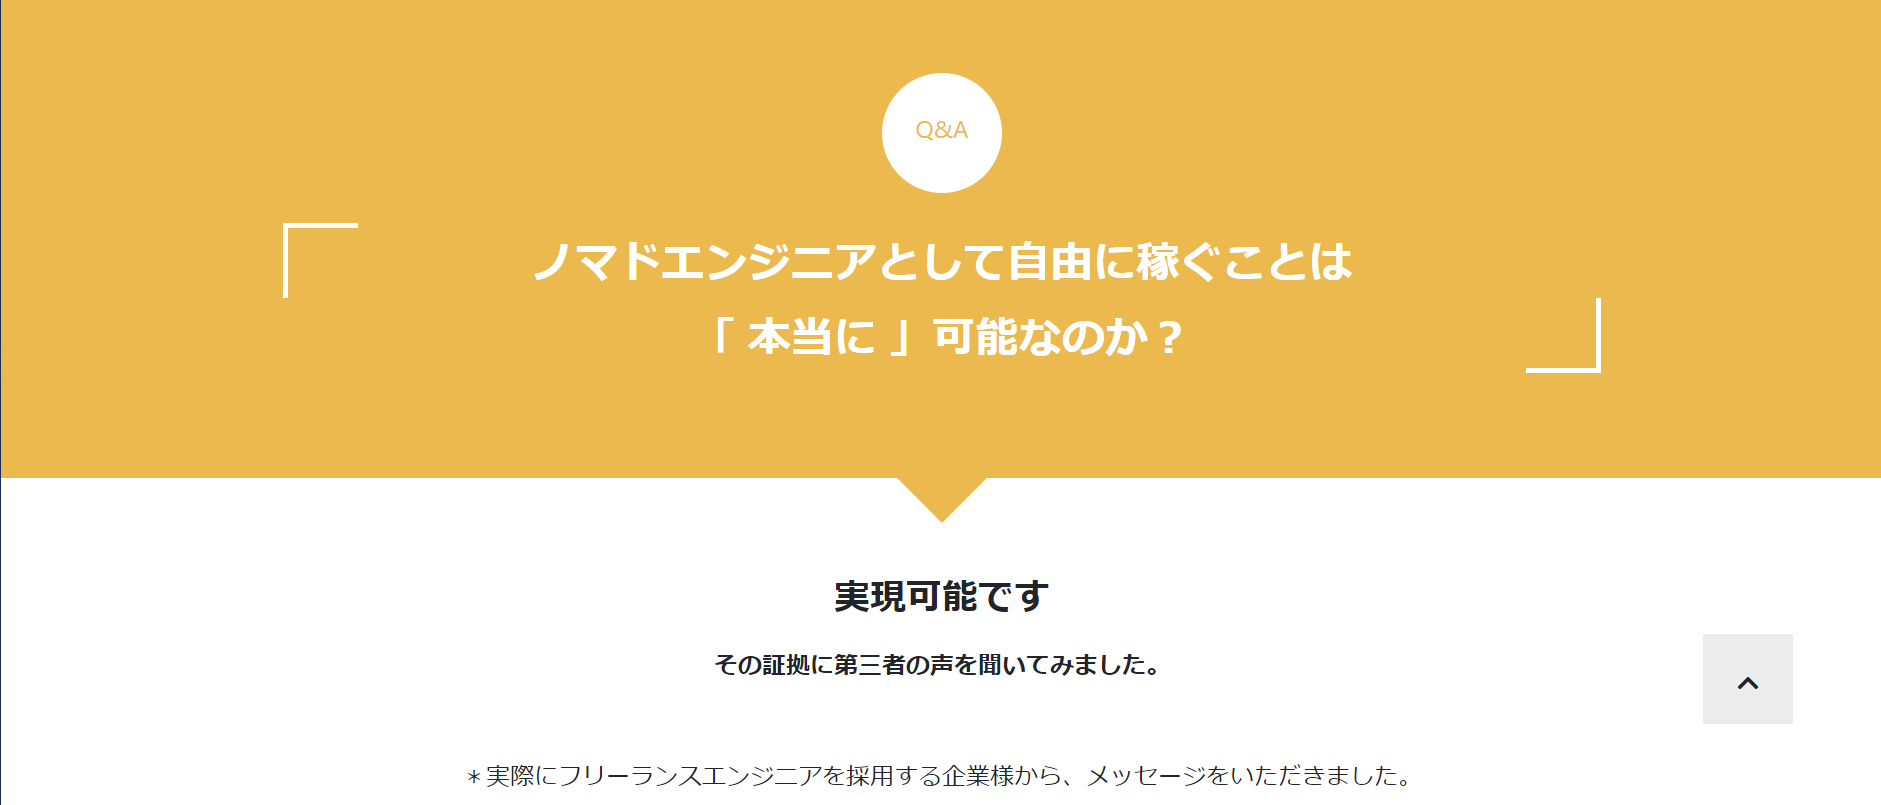 Q&A
ノマドエンジニアとして自由に稼ぐことは
「 本当に 」可能なのか？
実現可能です
その証拠に第三者の声を聞いてみました。
＊実際にフリーランスエンジニアを採用する企業様から、メッセージをいただきました。